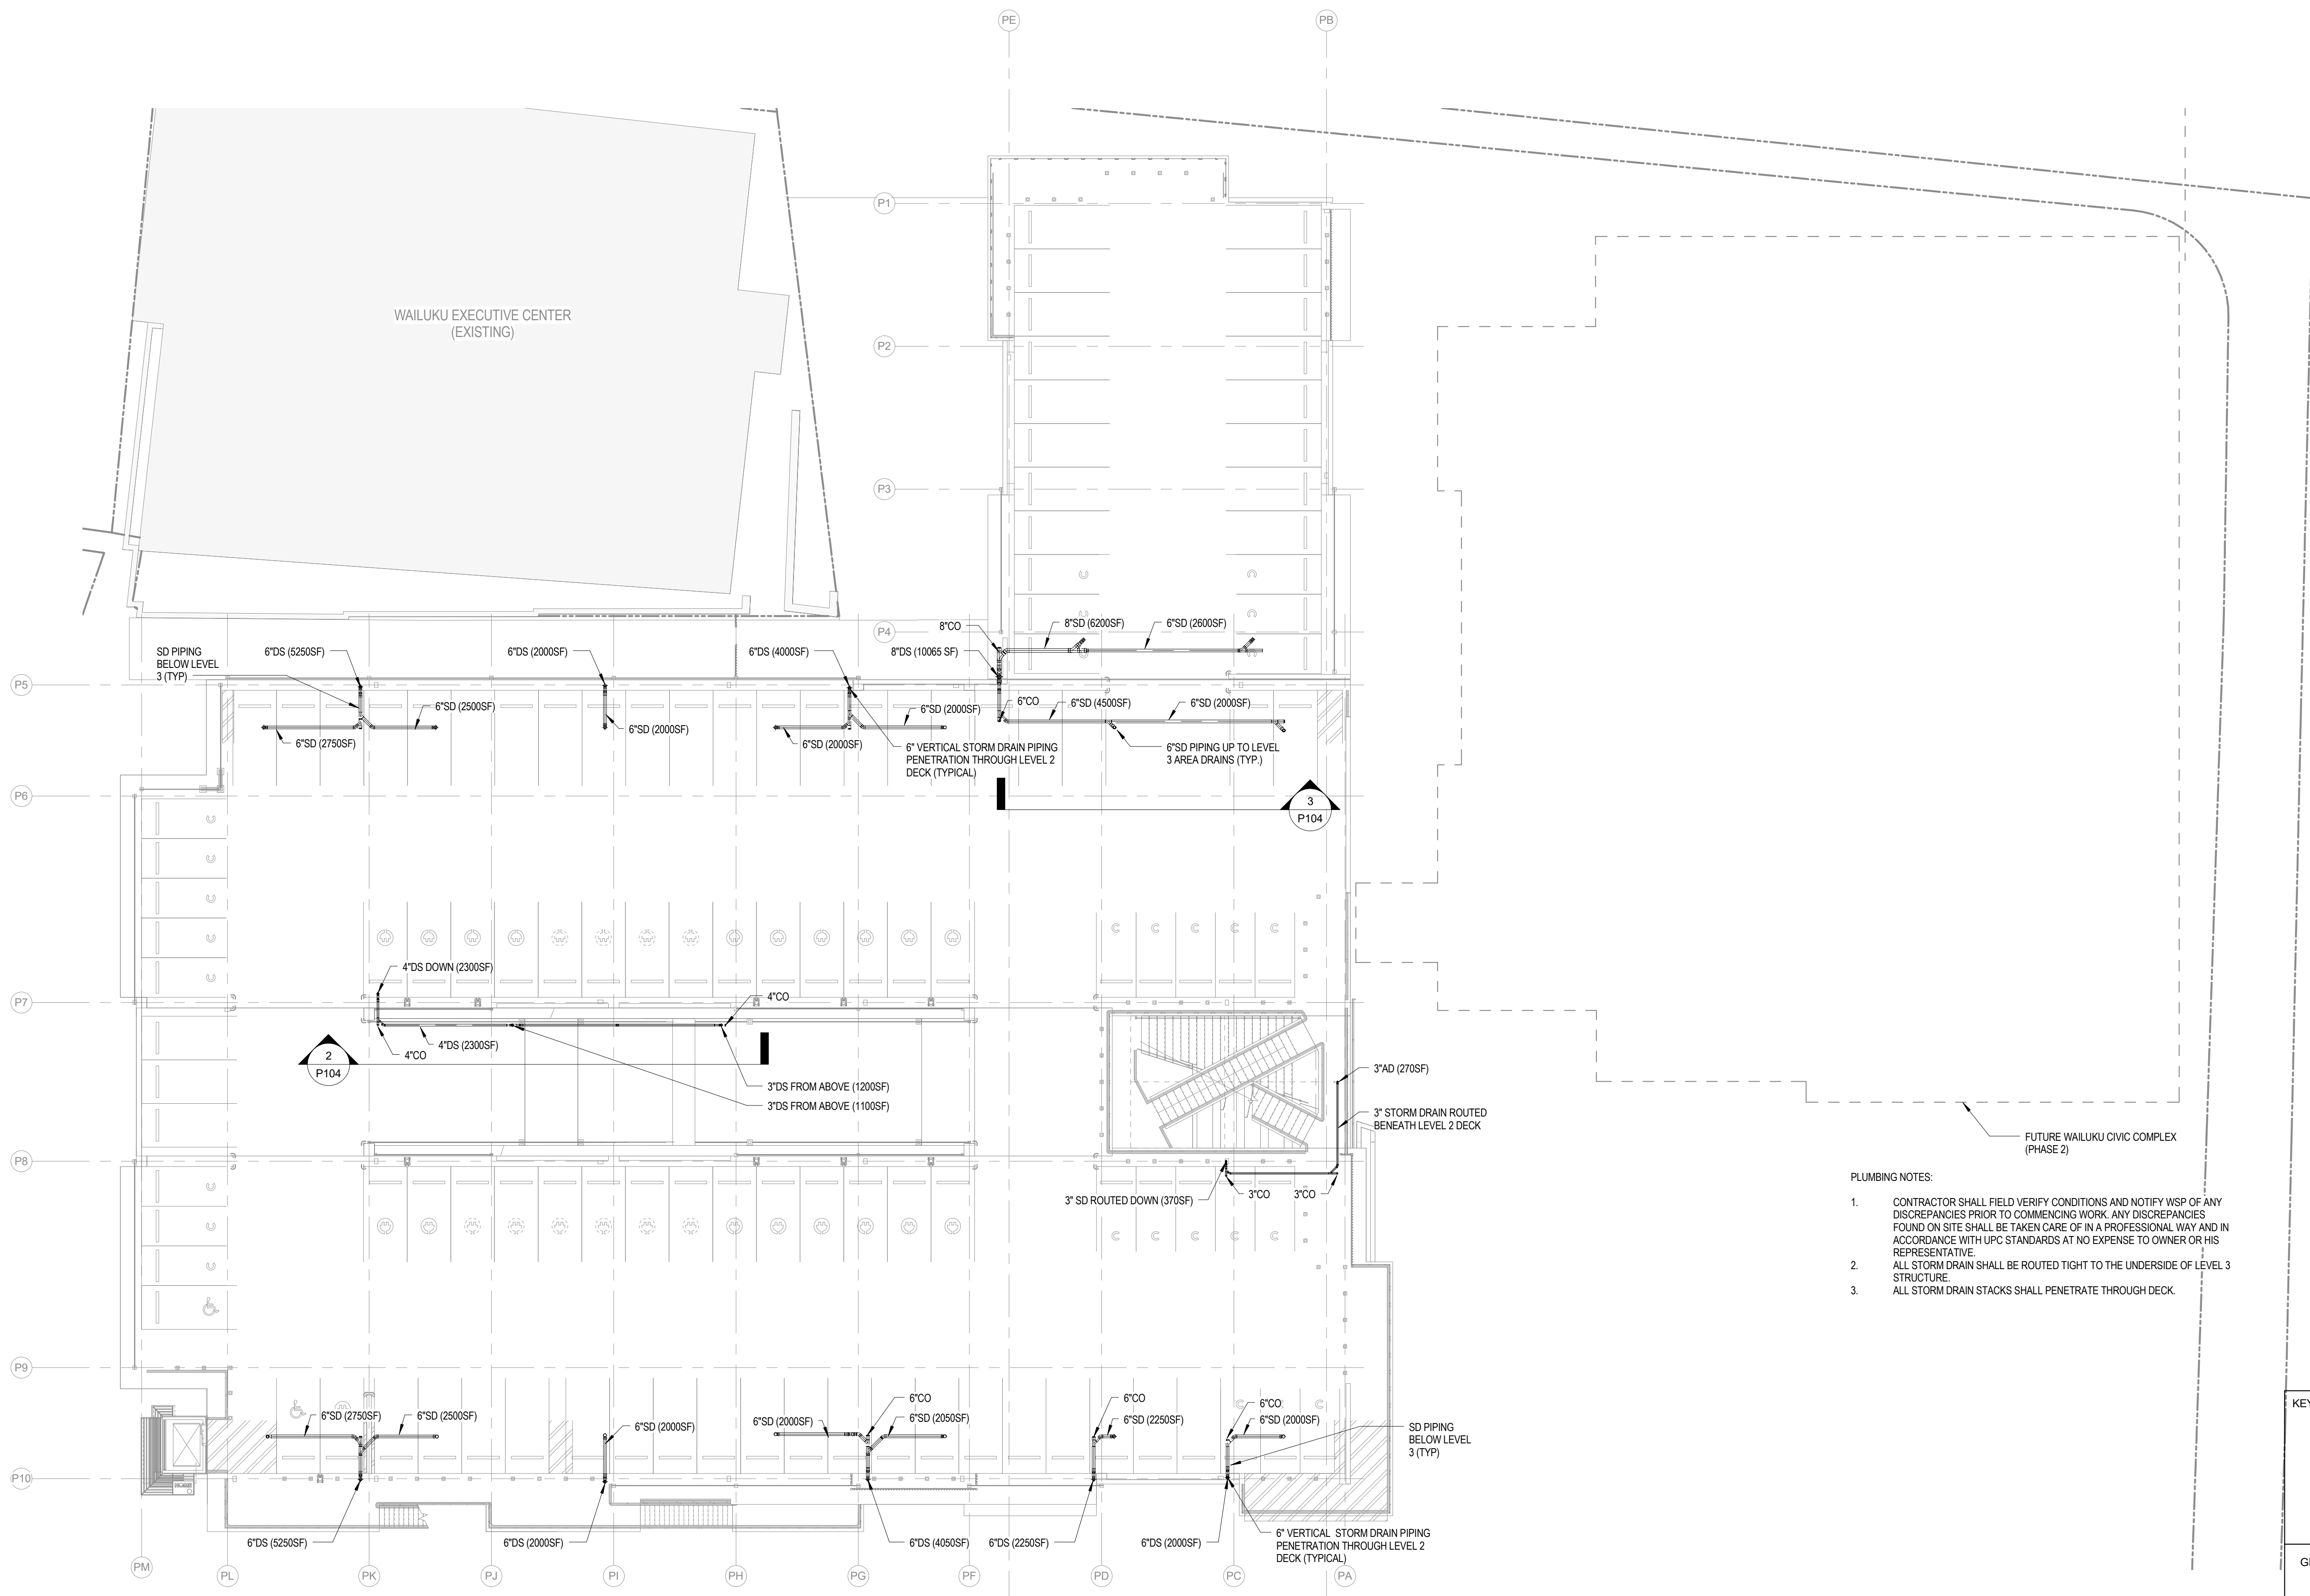 PE
PB
P1
WAILUKU EXECUTIVE CENTER
(EXISTING)
P2
P3
P4
8"CO
8"SD (6200SF)
6"SD (2600SF)
SD PIPING
BELOW LEVEL
3 (TYP)
6"DS (5250SF)
6"DS (2000SF)
6"DS (4000SF)
8"DS (10065 SF)
P5
6"SD (2500SF)
6"SD (2750SF)
6"SD (2000SF)
6"SD (2000SF)
6"SD (2000SF)
6"CO
6"SD (4500SF)
6"SD (2000SF)
6" VERTICAL STORM DRAIN PIPING
PENETRATION THROUGH LEVEL 2
DECK (TYPICAL)
6"SD PIPING UP TO LEVEL
3 AREA DRAINS (TYP.)
P6
3
P104
4"DS DOWN (2300SF)
P7
4"CO
4"DS (2300SF)
4"CO
2
P104
3"DS FROM ABOVE (1200SF)
3"DS FROM ABOVE (1100SF)
3"AD (270SF)
3" STORM DRAIN ROUTED
BENEATH LEVEL 2 DECK
FUTURE WAILUKU CIVIC COMPLEX
(PHASE 2)
P8
3" SD ROUTED DOWN (370SF)
3"CO
3"CO
PLUMBING NOTES:
1. CONTRACTOR SHALL FIELD VERIFY CONDITIONS AND NOTIFY WSP OF ANY
DISCREPANCIES PRIOR TO COMMENCING WORK. ANY DISCREPANCIES
FOUND ON SITE SHALL BE TAKEN CARE OF IN A PROFESSIONAL WAY AND IN
ACCORDANCE WITH UPC STANDARDS AT NO EXPENSE TO OWNER OR HIS
REPRESENTATIVE.
2. ALL STORM DRAIN SHALL BE ROUTED TIGHT TO THE UNDERSIDE OF LEVEL 3
STRUCTURE.
3. ALL STORM DRAIN STACKS SHALL PENETRATE THROUGH DECK.
P9
6"SD (2750SF)
6"SD (2500SF)
6"SD (2000SF)
6"SD (2000SF)
6"CO
6"SD (2050SF)
6"CO
6"SD (2250SF)
6"CO
6"SD (2000SF)
SD PIPING
BELOW LEVEL
3 (TYP)
KEY
P10
6"DS (5250SF)
6"DS (2000SF)
6"DS (4050SF)
6"DS (2250SF)
6"DS (2000SF)
6" VERTICAL STORM DRAIN PIPING
PENETRATION THROUGH LEVEL 2
DECK (TYPICAL)
PM
PL
PK
PJ
PI
PH
PG
PF
PD
PC
PA